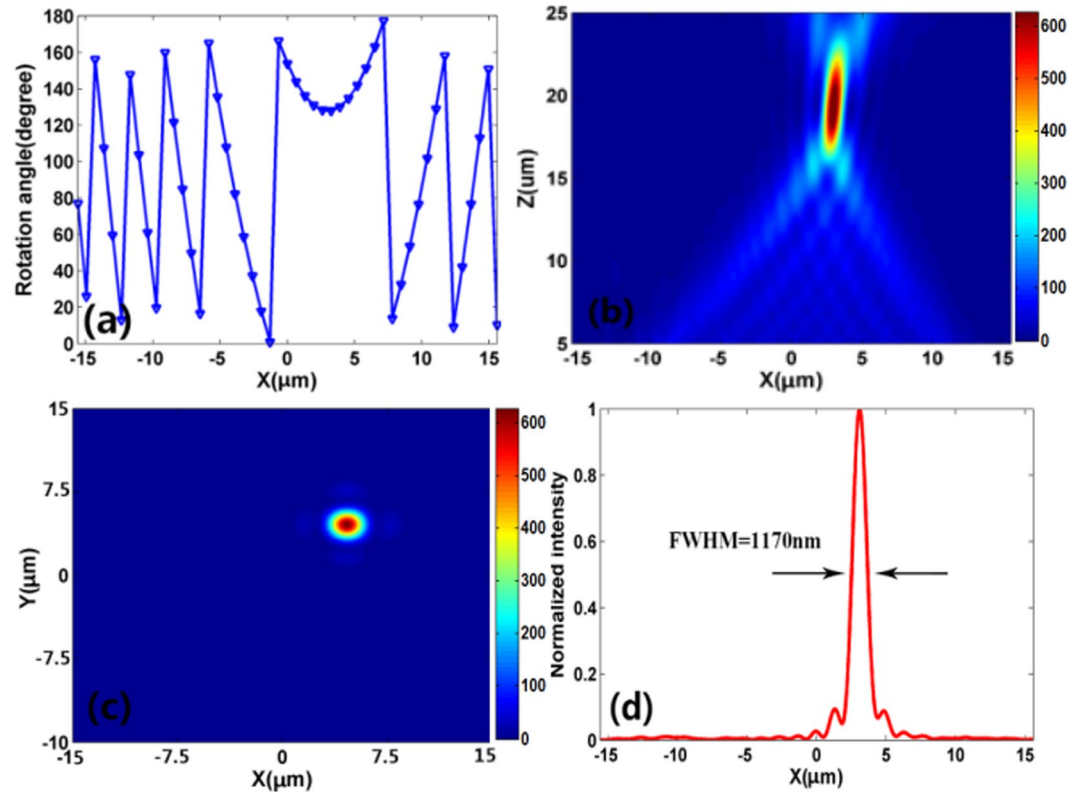 180
160
140
120
100
80
60
40
20
0
Rotation angle(degree)
(a)
-15 -10 -5 0 5 10 15
X(μm)
25
20
15
10
5
Z(um)
(b)
-15 -10 -5 0 5 10 15
X(μm)
600
500
400
300
200
100
0
15
7.5
0
-7.5
-10
Y(μm)
(c)
-15 -7.5 0 7.5 15
X(μm)
600
500
400
300
200
100
0
1
0.8
0.6
0.4
0.2
0
Normalized intensity
FWHM=1170nm
(d)
-15 -10 -5 0 5 10 15
X(μm)